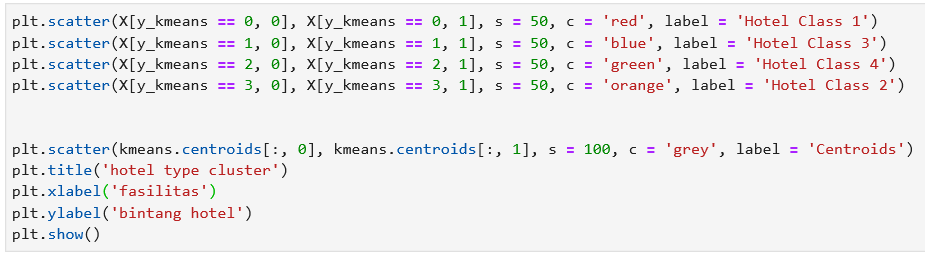 plt.scatter(X[y_kmeans == 0, 0], X[y_kmeans == 0, 1], s = 50, c = 'red', label = 'Hotel Class 1')
plt.scatter(X[y_kmeans == 1, 0], X[y_kmeans == 1, 1], s = 50, c = 'blue', label = 'Hotel Class 3')
plt.scatter(X[y_kmeans == 2, 0], X[y_kmeans == 2, 1], s = 50, c = 'green', label = 'Hotel Class 4')
plt.scatter(X[y_kmeans == 3, 0], X[y_kmeans == 3, 1], s = 50, c = 'orange', label = 'Hotel Class 2')
plt.scatter(kmeans.centroids[:, 0], kmeans.centroids[:, 1], s = 100, c = 'grey', label = 'Centroids')
plt.title('hotel type cluster')
plt.xlabel('fasilitas')
plt.ylabel('bintang hotel')
plt.show()